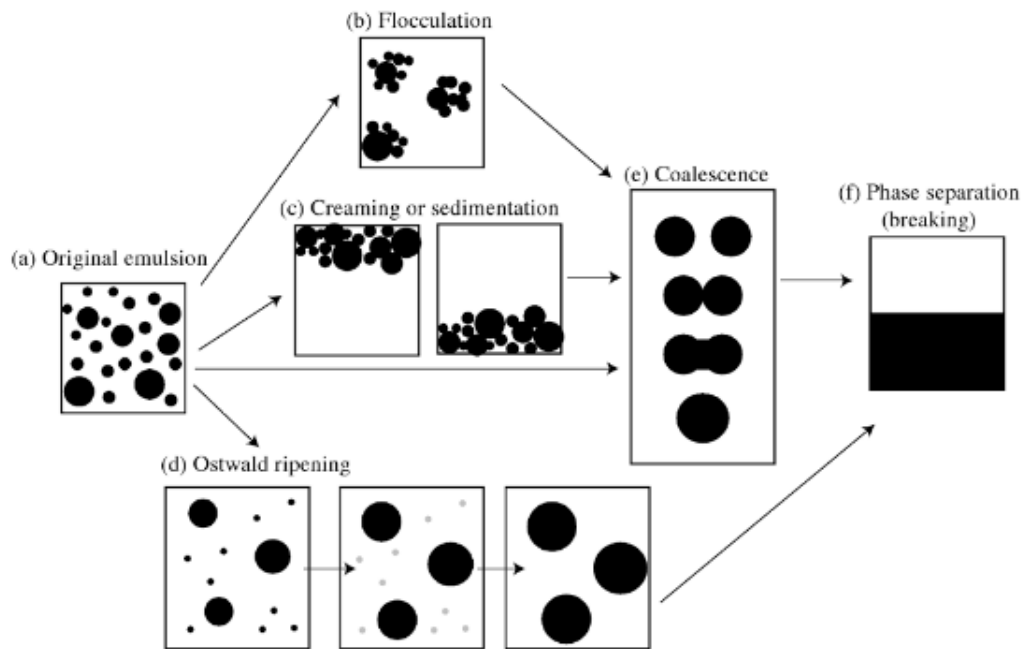 (b) Flocculation
(e) Coalescence
(f) Phase separation
(breaking)
(c) Creaming or sedimentation
(a) Original emulsion
(d) Ostwald ripening